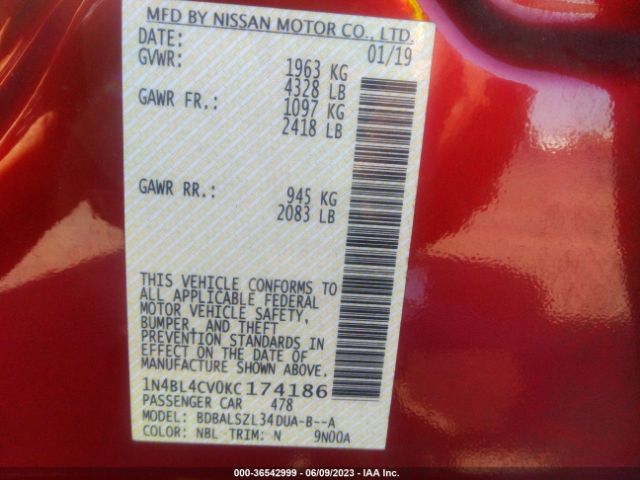 MFD BY NISSAN MOTOR CO., LTD.
DATE: 01/19
GVWR: 1963 KG
4328 LB
GAWR FR.: 1097 KG
2418 LB
GAWR RR.: 945 KG
2083 LB
THIS VEHICLE CONFORMS TO
ALL APPLICABLE FEDERAL
MOTOR VEHICLE SAFETY,
BUMPER, AND THEFT
PREVENTION STANDARDS IN
EFFECT ON THE DATE OF
MANUFACTURE SHOWN ABOVE.
1N4BL4CV0KC174186
PASSENGER CAR 478
MODEL: BDBALSZL34DUA-B--A
COLOR: NBL TRIM: N 9N00A
000-36542999 - 06/09/2023 - IAA Inc.